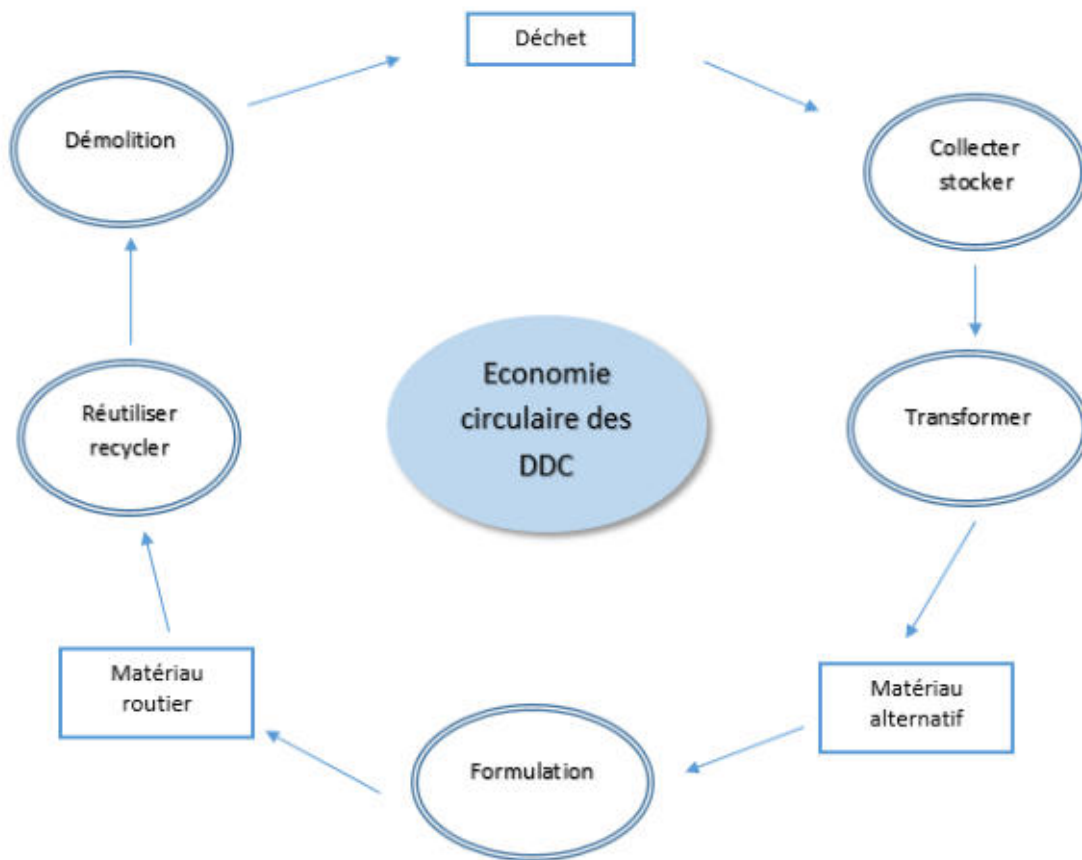 Déchet
Démolition
Collecter
stocker
Economie
circulaire des
DDC
Réutiliser
recycler
Transformer
Matériau
routier
Matériau
alternatif
Formulation